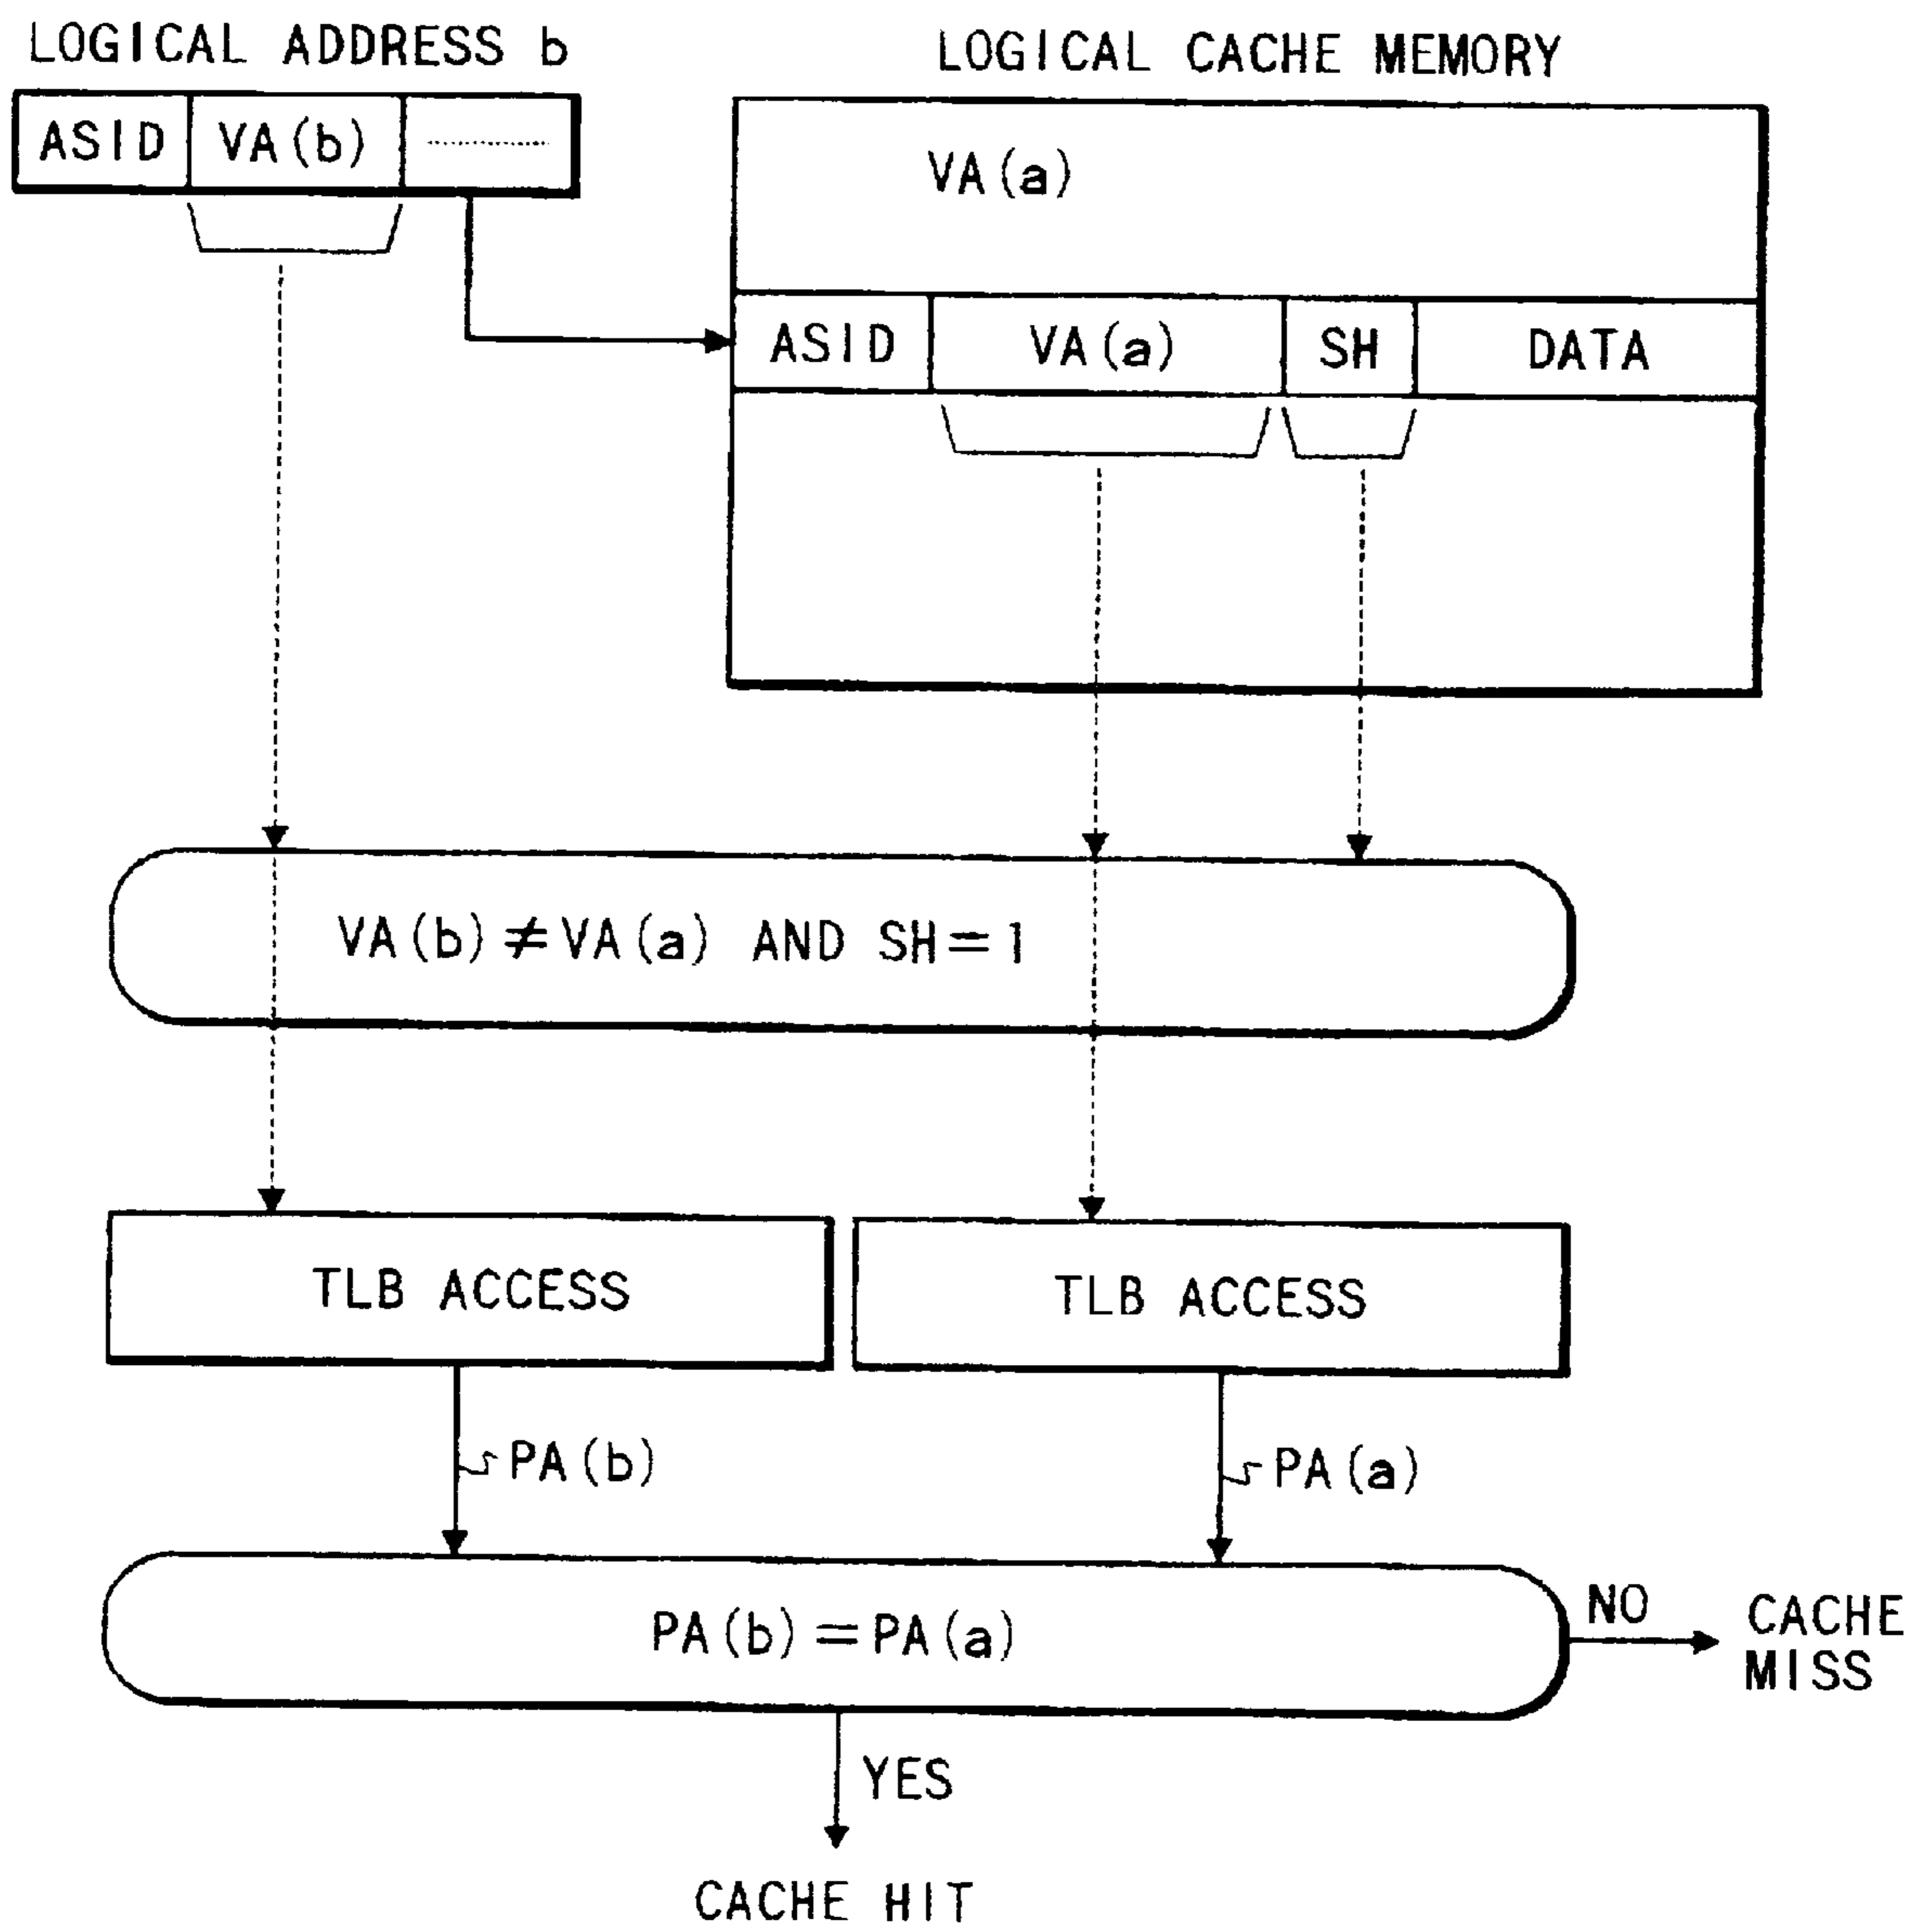 LOGICAL ADDRESS b
LOGICAL CACHE MEMORY
ASID VA(b)
VA(a)
ASID VA(a) SH DATA
VA(b)≠VA(a) AND SH=1
TLB ACCESS
TLB ACCESS
PA(b)
PA(a)
PA(b)=PA(a)
NO
CACHE
MISS
YES
CACHE HIT